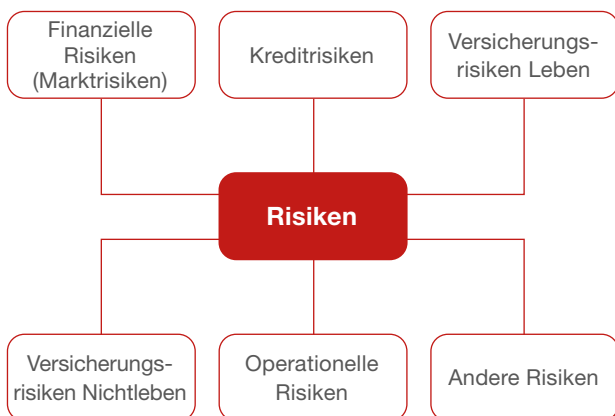 Finanzielle
Risiken
(Marktrisiken)
Kreditrisiken
Versicherungs-
risiken Leben
Risiken
Versicherungs-
risiken Nichtleben
Operationelle
Risiken
Andere Risiken